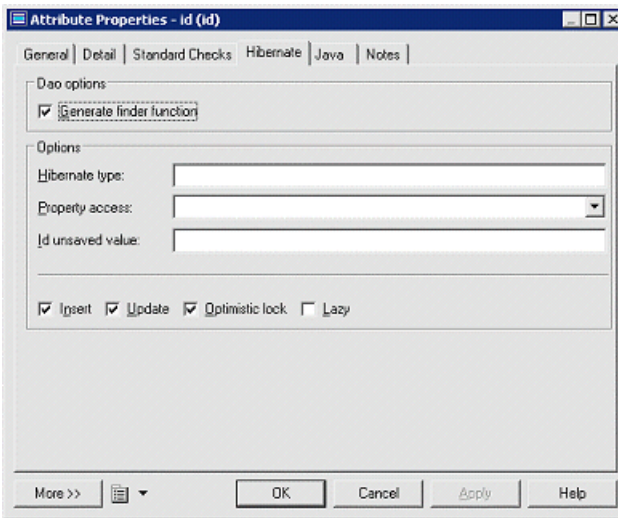 Attribute Properties - id (id)
General Detail Standard Checks Hibernate Java Notes
Dao options
Generate finder function
Options
Hibernate type:
Property access:
Id unsaved value:
Insert Update Optimistic lock Lazy
More >> OK Cancel Apply Help